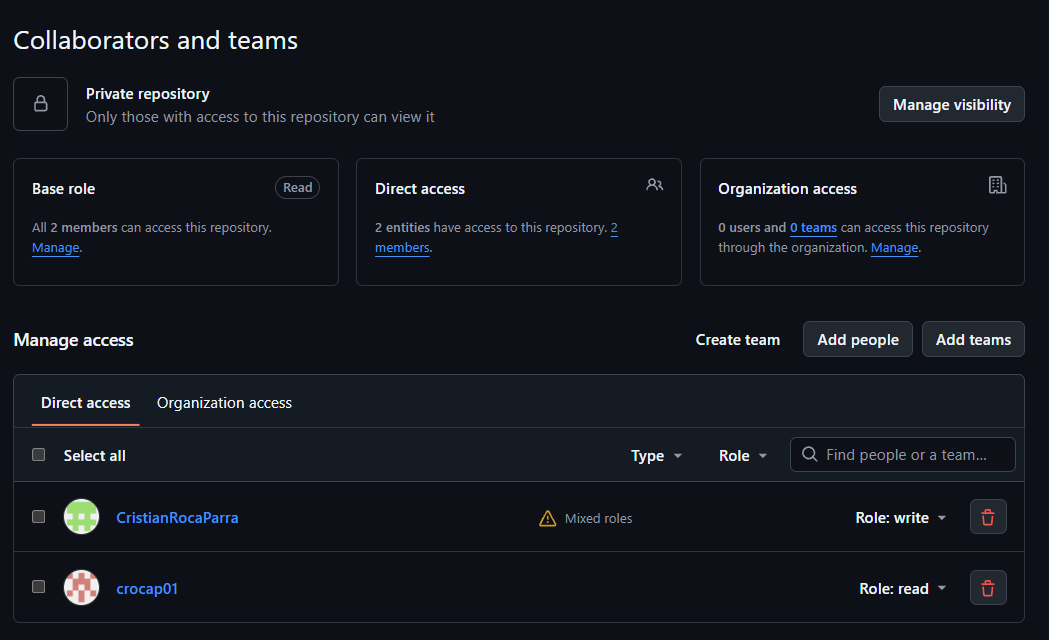 Collaborators and teams
Private repository
Only those with access to this repository can view it
Manage visibility
Base role
Read
All 2 members can access this repository.
Manage.
Direct access
2 entities have access to this repository. 2
members.
Organization access
0 users and 0 teams can access this repository
through the organization. Manage.
Manage access
Create team
Add people
Add teams
Direct access
Organization access
Select all
Type
Role
Find people or a team...
CristianRocaParra
Mixed roles
Role: write
crocap01
Role: read